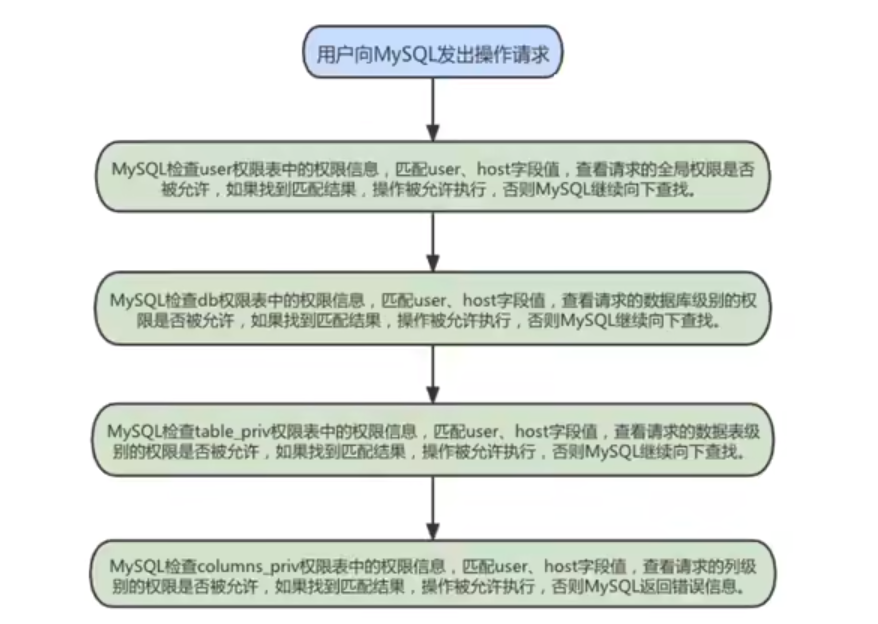 用户向MySQL发出操作请求
MySQL检查user权限表中的权限信息，匹配user、host字段值，查看请求的全局权限是否
被允许，如果找到匹配结果，操作被允许执行，否则MySQL继续向下查找。
MySQL检查db权限表中的权限信息，匹配user、host字段值，查看请求的数据库级别的权
限是否被允许，如果找到匹配结果，操作被允许执行，否则MySQL继续向下查找。
MySQL检查table_priv权限表中的权限信息，匹配user、host字段值，查看请求的数据表级
别的权限是否被允许，如果找到匹配结果，操作被允许执行，否则MySQL继续向下查找。
MySQL检查columns_priv权限表中的权限信息，匹配user、host字段值，查看请求的列级
别的权限是否被允许，如果找到匹配结果，操作被允许执行，否则MySQL返回错误信息。